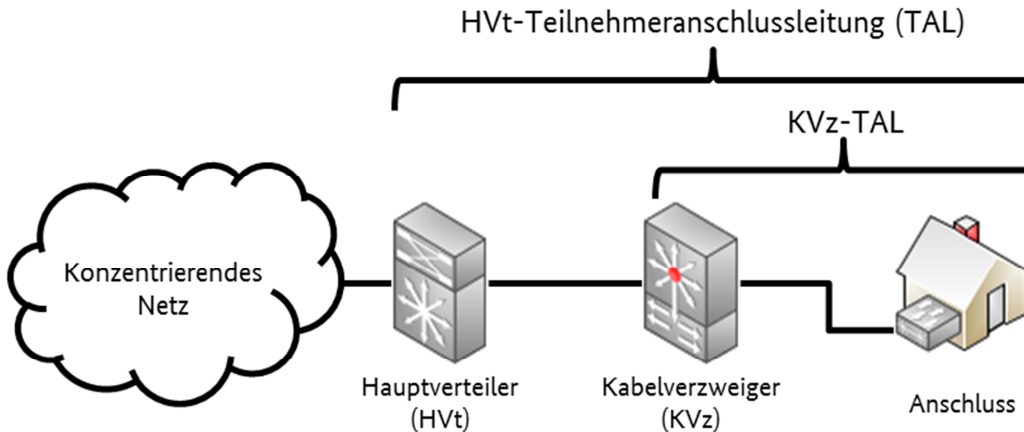 HVt-Teilnehmeranschlussleitung (TAL)
KVz-TAL
Konzentrierendes
Netz
Hauptverteiler
(HVt)
Kabelverzweiger
(KVz)
Anschluss